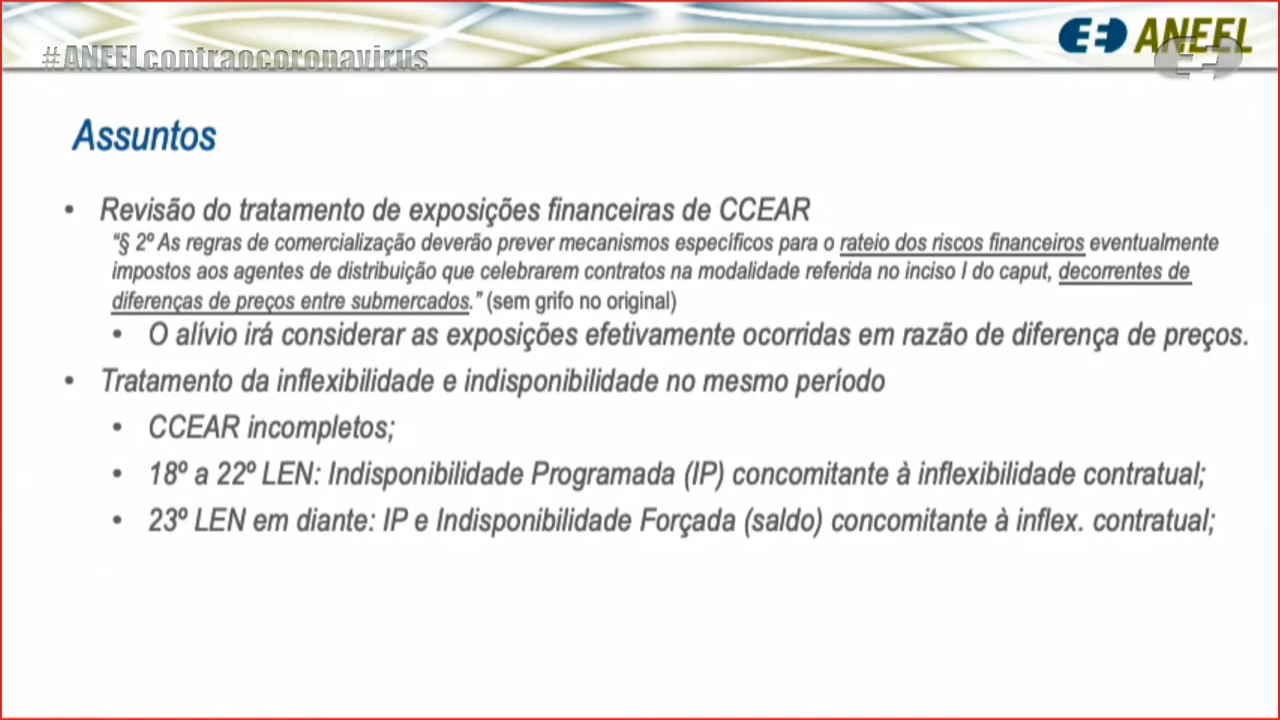 #ANEELcontraocoronavirus
ANEEL
Assuntos
• Revisão do tratamento de exposições financeiras de CCEAR
“§ 2º As regras de comercialização deverão prever mecanismos específicos para o rateio dos riscos financeiros eventualmente
impostos aos agentes de distribuição que celebrarem contratos na modalidade referida no inciso I do caput, decorrentes de
diferenças de preços entre submercados.” (sem grifo no original)
• O alívio irá considerar as exposições efetivamente ocorridas em razão de diferença de preços.
• Tratamento da inflexibilidade e indisponibilidade no mesmo período
• CCEAR incompletos;
• 18º a 22º LEN: Indisponibilidade Programada (IP) concomitante à inflexibilidade contratual;
• 23º LEN em diante: IP e Indisponibilidade Forçada (saldo) concomitante à inflex. contratual;